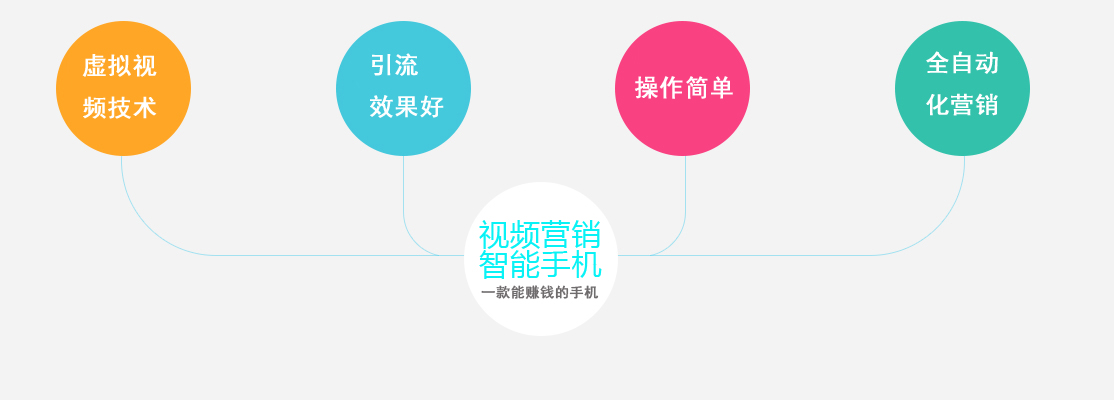 虚拟视
频技术
引流
效果好
操作简单
全自动
化营销
视频营销
智能手机
一款能赚钱的手机